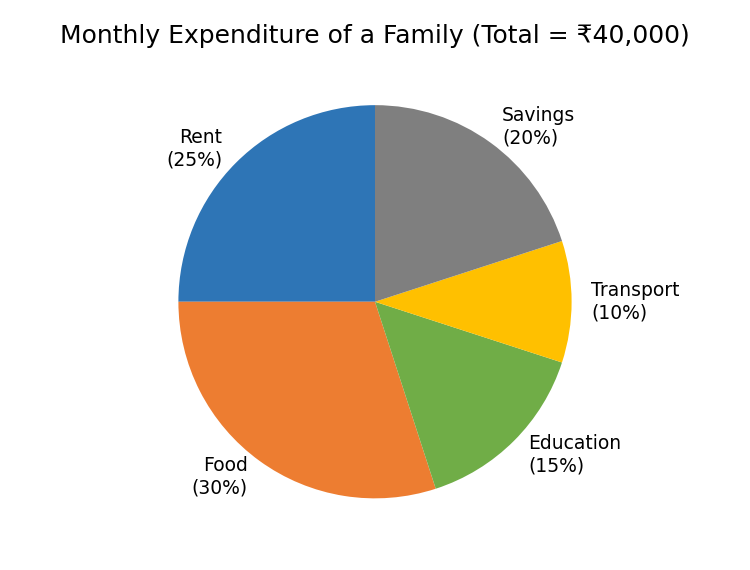 Monthly Expenditure of a Family (Total = ₹40,000)
Rent
(25%)
Savings
(20%)
Transport
(10%)
Food
(30%)
Education
(15%)